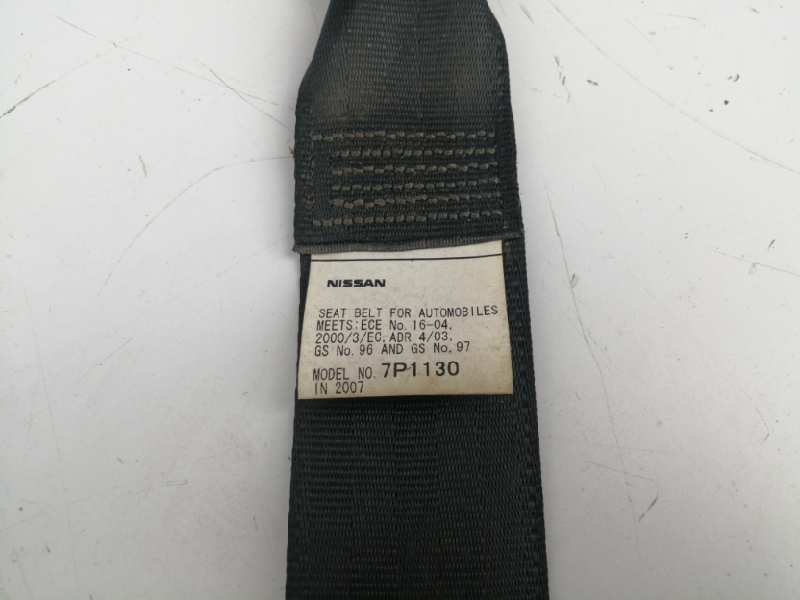 NISSAN
SEAT BELT FOR AUTOMOBILES
MEETS:ECE No. 16-04,
2000/3/EC, ADR 4/03,
GS No. 96 AND GS No. 97
MODEL NO. 7P1130
IN 2007